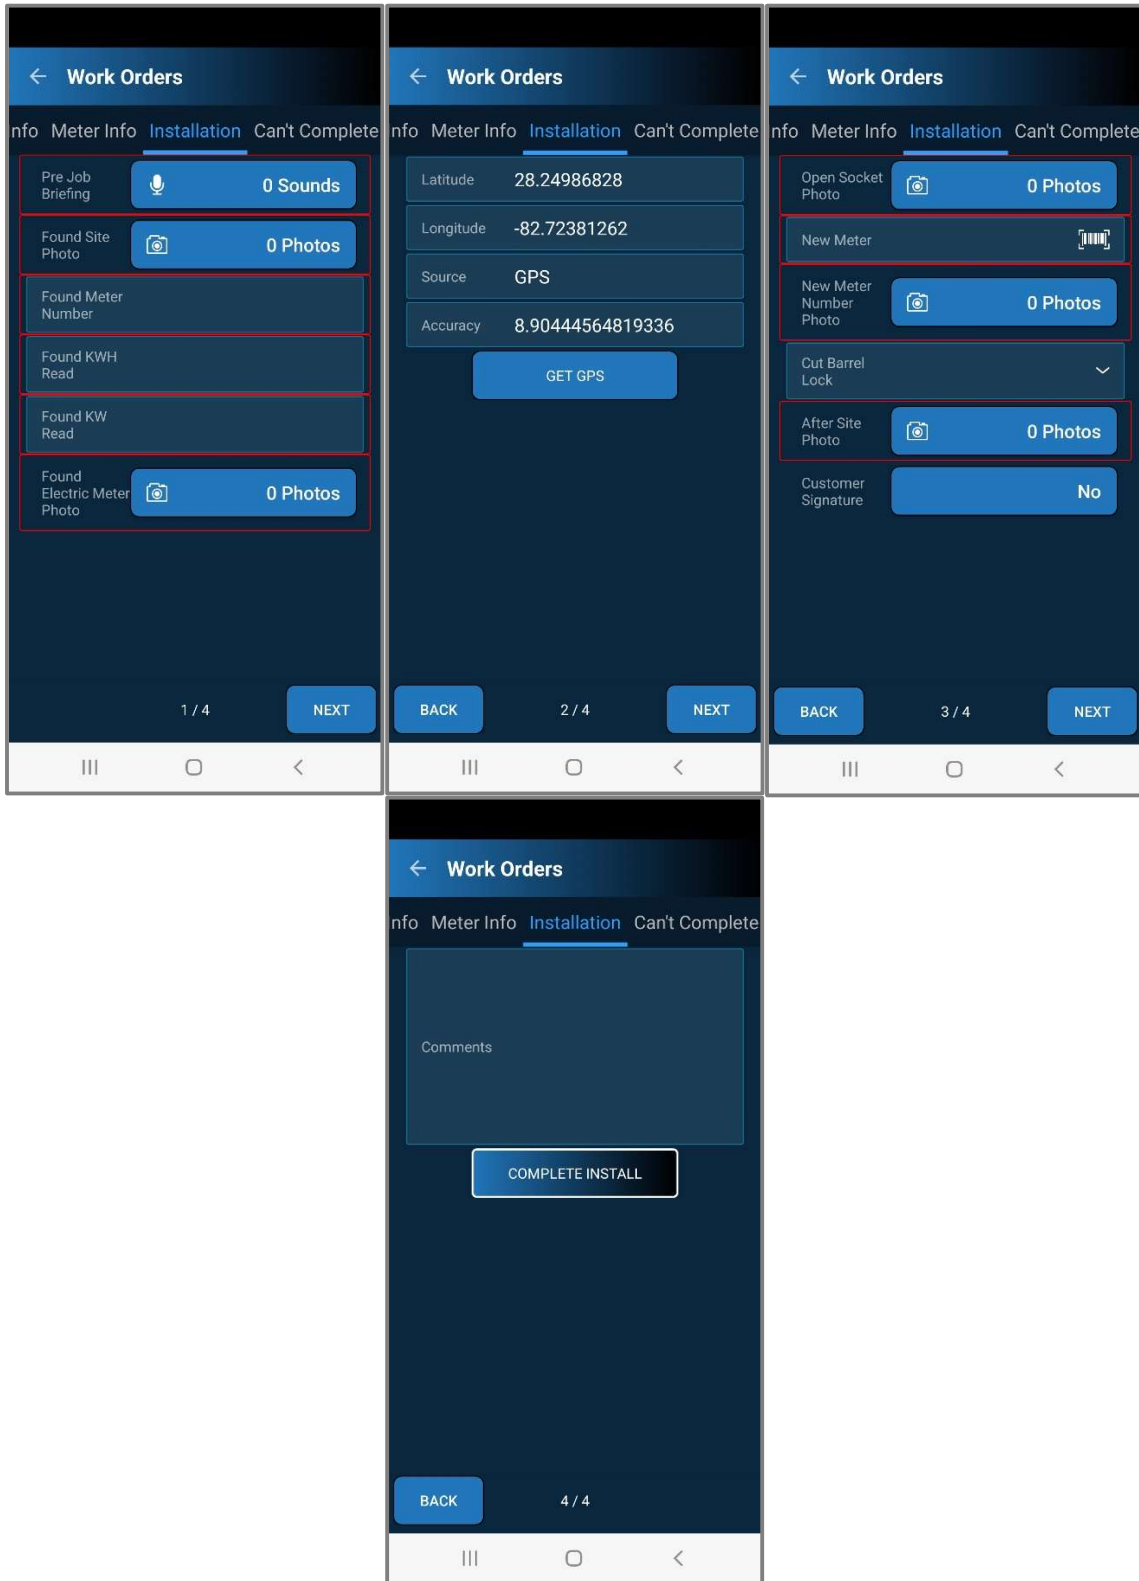 Work Orders
nfo Meter Info Installation Can't Complete
Pre Job
Briefing
0 Sounds
Found Site
Photo
0 Photos
Found Meter
Number
Found KWH
Read
Found KW
Read
Found
Electric Meter
Photo
0 Photos
1 / 4
NEXT
Work Orders
nfo Meter Info Installation Can't Complete
Latitude 28.24986828
Longitude -82.72381262
Source GPS
Accuracy 8.90444564819336
GET GPS
BACK
2 / 4
NEXT
Work Orders
nfo Meter Info Installation Can't Complete
Open Socket
Photo
0 Photos
New Meter
New Meter
Number
Photo
0 Photos
Cut Barrel
Lock
After Site
Photo
0 Photos
Customer
Signature
No
BACK
3 / 4
NEXT
Work Orders
nfo Meter Info Installation Can't Complete
Comments
COMPLETE INSTALL
BACK
4 / 4